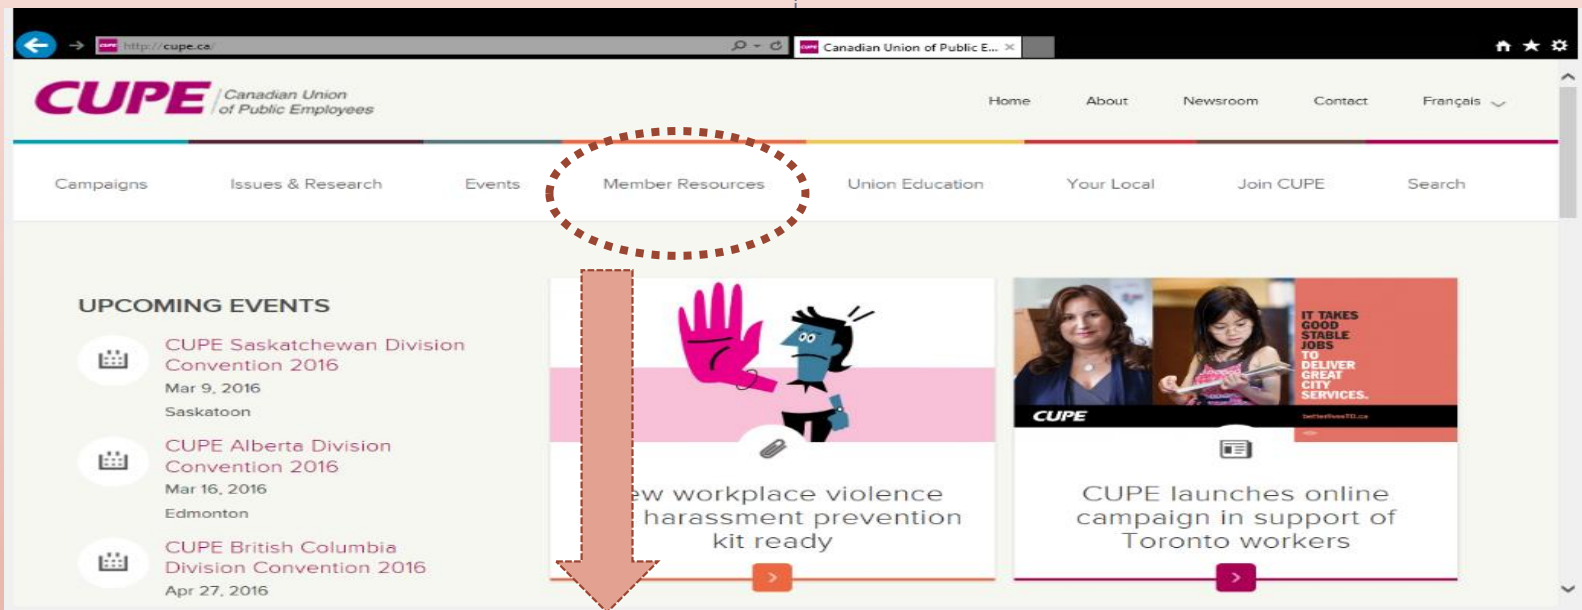 http://cupe.ca/
Canadian Union of Public E...
CUPE
Canadian Union
of Public Employees
Home About Newsroom Contact Français
Campaigns Issues & Research Events Member Resources Union Education Your Local Join CUPE Search
UPCOMING EVENTS
CUPE Saskatchewan Division
Convention 2016
Mar 9, 2016
Saskatoon
CUPE Alberta Division
Convention 2016
Mar 16, 2016
Edmonton
CUPE British Columbia
Division Convention 2016
Apr 27, 2016
ew workplace violence
harassment prevention
kit ready
IT TAKES
GOOD
STABLE
JOBS
TO
DELIVER
GREAT
CITY
SERVICES.
CUPE
betterlivesTO.ca
CUPE launches online
campaign in support of
Toronto workers